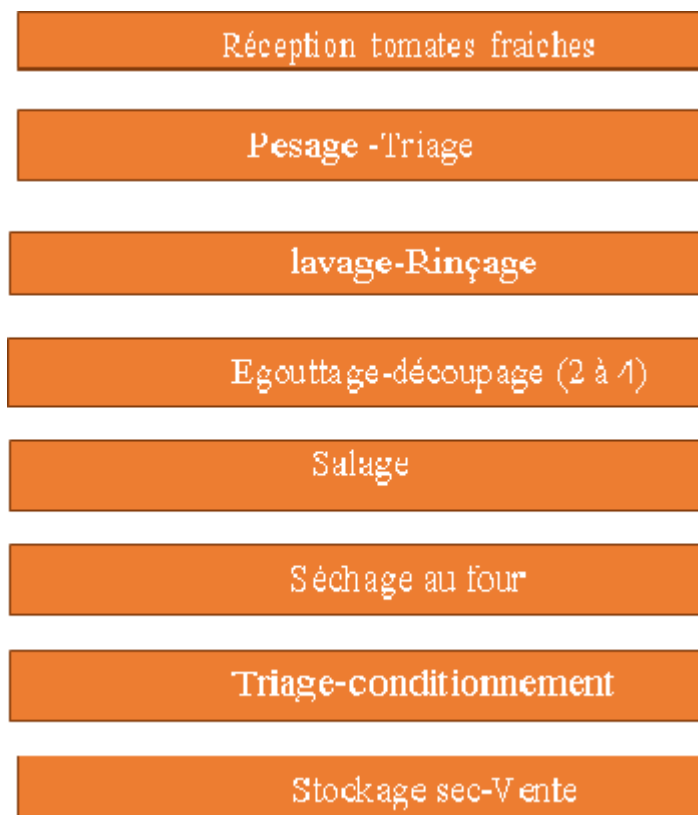 Réception tomates fraiches
Pesage -Triage
lavage-Rinçage
Egouttage-découpage (2 à 4)
Salage
Séchage au four
Triage-conditionnement
Stockage sec-Vente